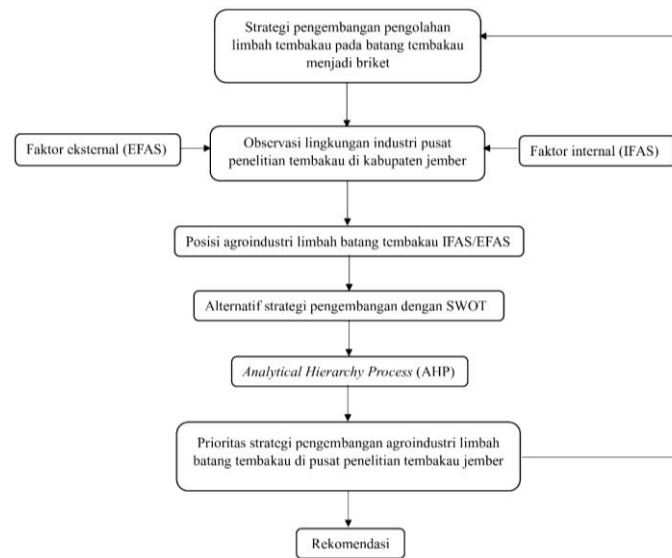 Strategi pengembangan pengolahan
limbah tembakau pada batang tembakau
menjadi briket
Faktor eksternal (EFAS)
Observasi lingkungan industri pusat
penelitian tembakau di kabupaten jember
Faktor internal (IFAS)
Posisi agroindustri limbah batang tembakau IFAS/EFAS
Alternatif strategi pengembangan dengan SWOT
Analytical Hierarchy Process (AHP)
Prioritas strategi pengembangan agroindustri limbah
batang tembakau di pusat penelitian tembakau jember
Rekomendasi